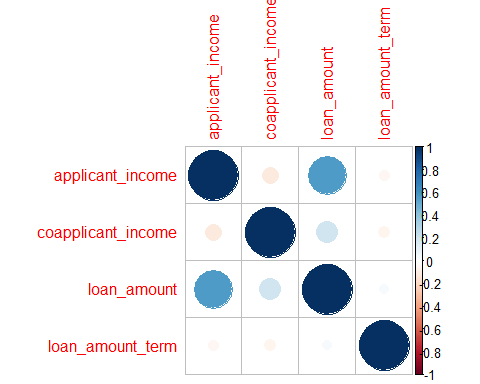 applicant_income
coapplicant_income
loan_amount
loan_amount_term
applicant_income
coapplicant_income
loan_amount
loan_amount_term
1
0.8
0.6
0.4
0.2
0
-0.2
-0.4
-0.6
-0.8
-1